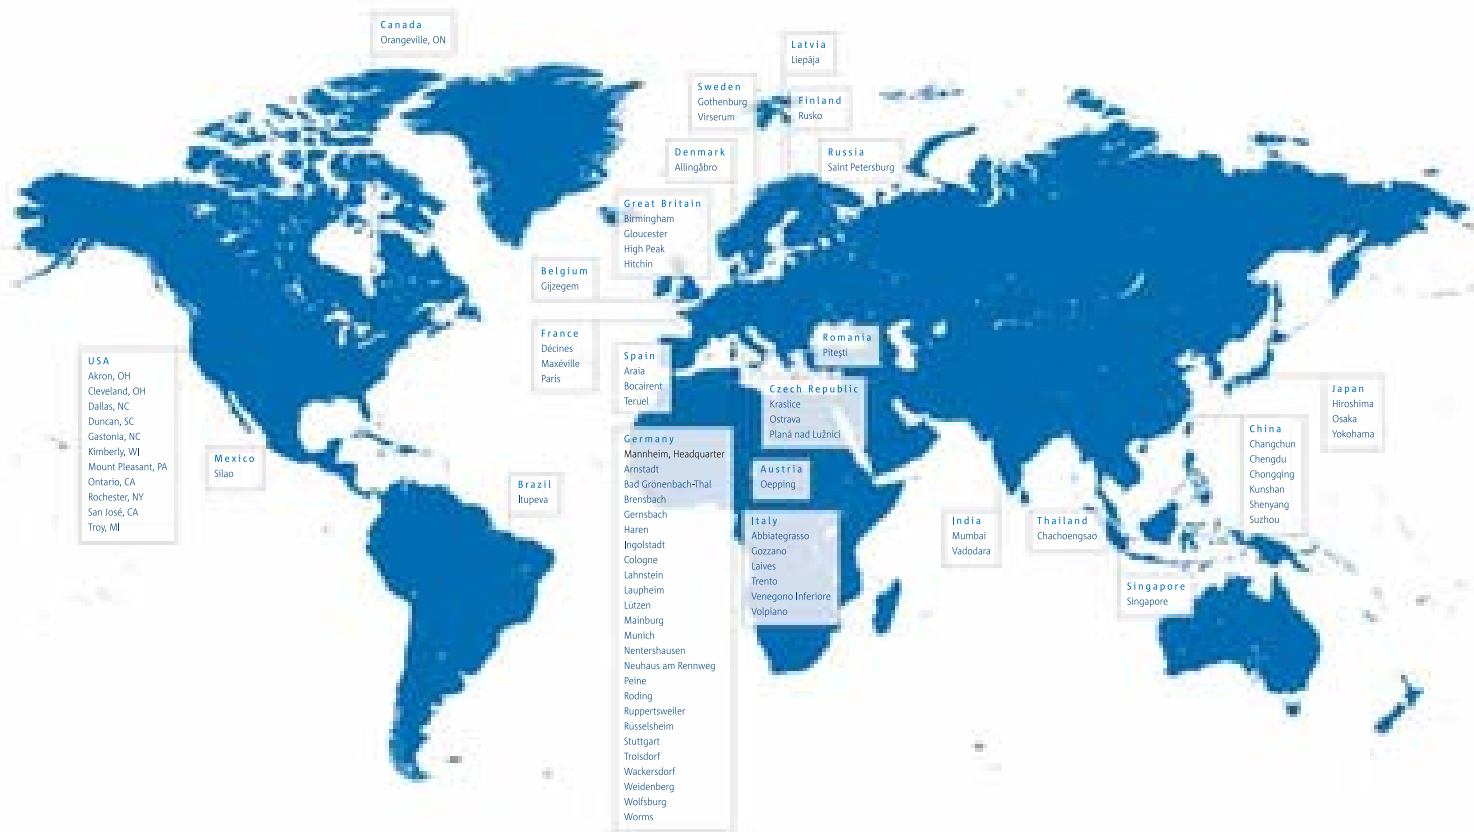 Canada
Orangeville, ON
Latvia
Liepāja
Sweden
Gothenburg
Virserum
Finland
Rusko
Denmark
Allingåbro
Russia
Saint Petersburg
Great Britain
Birmingham
Gloucester
High Peak
Hitchin
Belgium
Gijzegem
France
Décines
Maxéville
Paris
Spain
Araia
Bocairent
Teruel
Romania
Pitești
Czech Republic
Kraslice
Ostrava
Planá nad Lužnicí
USA
Akron, OH
Cleveland, OH
Dallas, NC
Duncan, SC
Gastonia, NC
Kimberly, WI
Mount Pleasant, PA
Ontario, CA
Rochester, NY
San José, CA
Troy, MI
Mexico
Silao
Brazil
Itupeva
Germany
Mannheim, Headquarter
Arnstadt
Bad Grönenbach-Thal
Brensbach
Gernsbach
Haren
Ingolstadt
Cologne
Lahnstein
Laupheim
Lützen
Mainburg
Munich
Nentershausen
Neuhaus am Rennweg
Peine
Roding
Ruppertsweiler
Rüsselsheim
Stuttgart
Troisdorf
Wackersdorf
Weidenberg
Wolfsburg
Worms
Austria
Oepping
Italy
Abbiategrasso
Gozzano
Laives
Trento
Venegono Inferiore
Volpiano
India
Mumbai
Vadodara
Thailand
Chachoengsao
Singapore
Singapore
China
Changchun
Chengdu
Chongqing
Kunshan
Shenyang
Suzhou
Japan
Hiroshima
Osaka
Yokohama